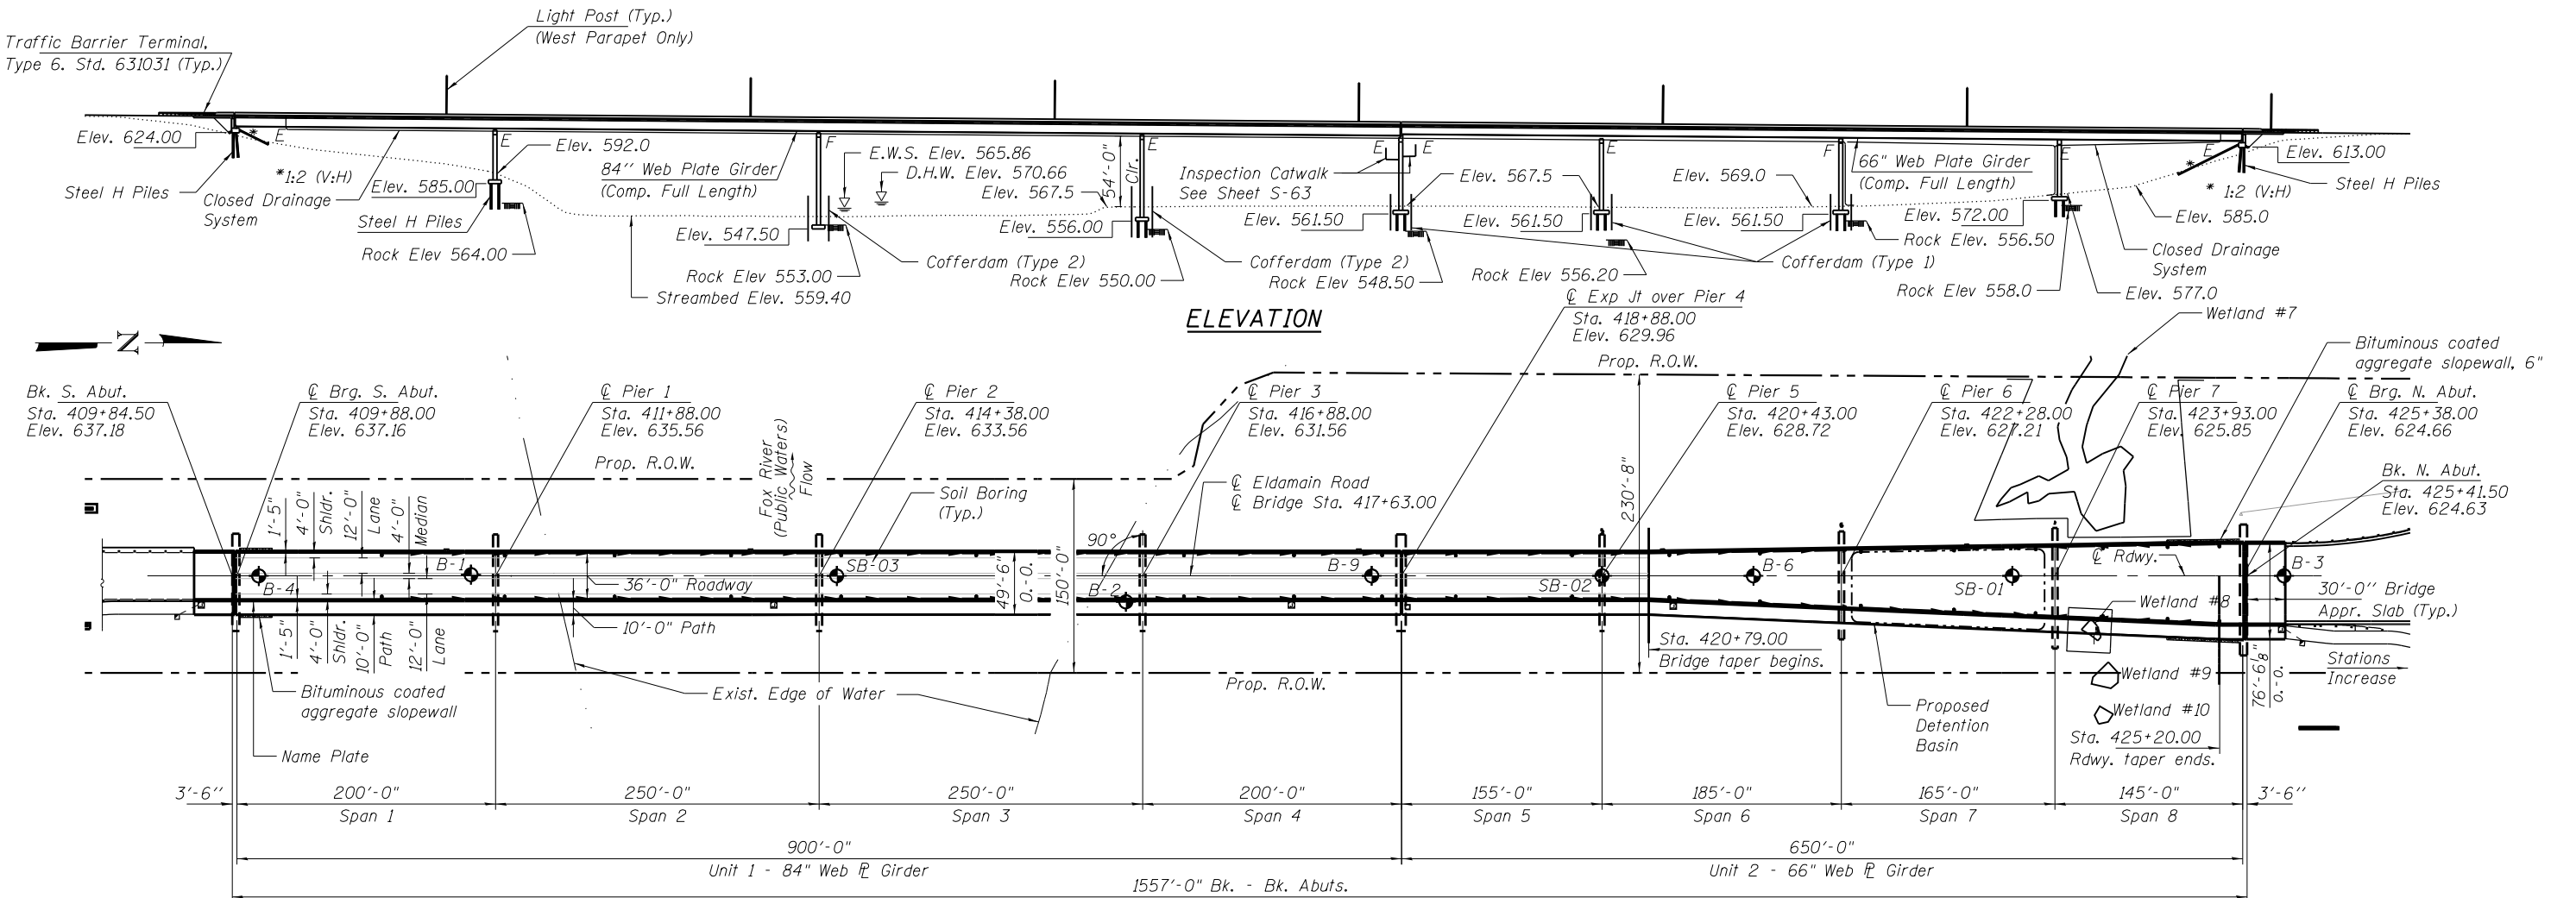 Light Post (Typ.)
(West Parapet Only)
Traffic Barrier Terminal,
Type 6. Std. 631031 (Typ.)
Elev. 624.00
*
E
E
Elev. 592.0
F
E.W.S. Elev. 565.86
D.H.W. Elev. 570.66
Elev. 567.5
54'-0"
Clr.
E
Inspection Catwalk
See Sheet S-63
E
E
Elev. 567.5
E
Elev. 569.0
F
66" Web Plate Girder
(Comp. Full Length)
E
E
*
Elev. 613.00
Steel H Piles
*1:2 (V:H)
Closed Drainage
System
Elev. 585.00
Steel H Piles
84'' Web Plate Girder
(Comp. Full Length)
Steel H Piles
* 1:2 (V:H)
Elev. 585.0
Rock Elev 564.00
Elev. 547.50
Elev. 556.00
Elev. 561.50
Elev. 561.50
Elev. 561.50
Elev. 572.00
Rock Elev 553.00
Streambed Elev. 559.40
Cofferdam (Type 2)
Rock Elev 550.00
Cofferdam (Type 2)
Rock Elev 548.50
Rock Elev 556.20
Cofferdam (Type 1)
Rock Elev. 556.50
Closed Drainage
System
Rock Elev 558.0
Elev. 577.0
ELEVATION
N
℄ Exp Jt over Pier 4
Sta. 418+88.00
Elev. 629.96
Wetland #7
Bituminous coated
aggregate slopewall, 6"
Prop. R.O.W.
Bk. S. Abut.
Sta. 409+84.50
Elev. 637.18
℄ Brg. S. Abut.
Sta. 409+88.00
Elev. 637.16
℄ Pier 1
Sta. 411+88.00
Elev. 635.56
℄ Pier 2
Sta. 414+38.00
Elev. 633.56
℄ Pier 3
Sta. 416+88.00
Elev. 631.56
℄ Pier 5
Sta. 420+43.00
Elev. 628.72
℄ Pier 6
Sta. 422+28.00
Elev. 627.21
℄ Pier 7
Sta. 423+93.00
Elev. 625.85
℄ Brg. N. Abut.
Sta. 425+38.00
Elev. 624.66
Bk. N. Abut.
Sta. 425+41.50
Elev. 624.63
Prop. R.O.W.
Fox River
(Public Waters)
Flow
Soil Boring
(Typ.)
℄ Eldamain Road
℄ Bridge Sta. 417+63.00
230'-8"
1'-5"
4'-0"
Shldr.
12'-0"
Lane
4'-0"
Median
90°
B-4
B-1
SB-03
36'-0" Roadway
49'-6"
O.-O.
150'-0"
B-2
B-9
SB-02
B-6
SB-01
℄ Rdwy.
B-3
30'-0" Bridge
Appr. Slab (Typ.)
10'-0" Path
1'-5"
4'-0"
Shldr.
10'-0"
Path
12'-0"
Lane
Sta. 420+79.00
Bridge taper begins.
Wetland #8
Wetland #9
Wetland #10
76'-6⅛"
o.-o.
Stations
Increase
Bituminous coated
aggregate slopewall
Exist. Edge of Water
Prop. R.O.W.
Proposed
Detention
Basin
Sta. 425+20.00
Rdwy. taper ends.
Name Plate
3'-6''
200'-0"
Span 1
250'-0"
Span 2
250'-0"
Span 3
200'-0"
Span 4
155'-0"
Span 5
185'-0"
Span 6
165'-0"
Span 7
145'-0"
Span 8
3'-6''
900'-0"
Unit 1 - 84" Web ⅊ Girder
650'-0"
Unit 2 - 66" Web ⅊ Girder
1557'-0" Bk. - Bk. Abuts.